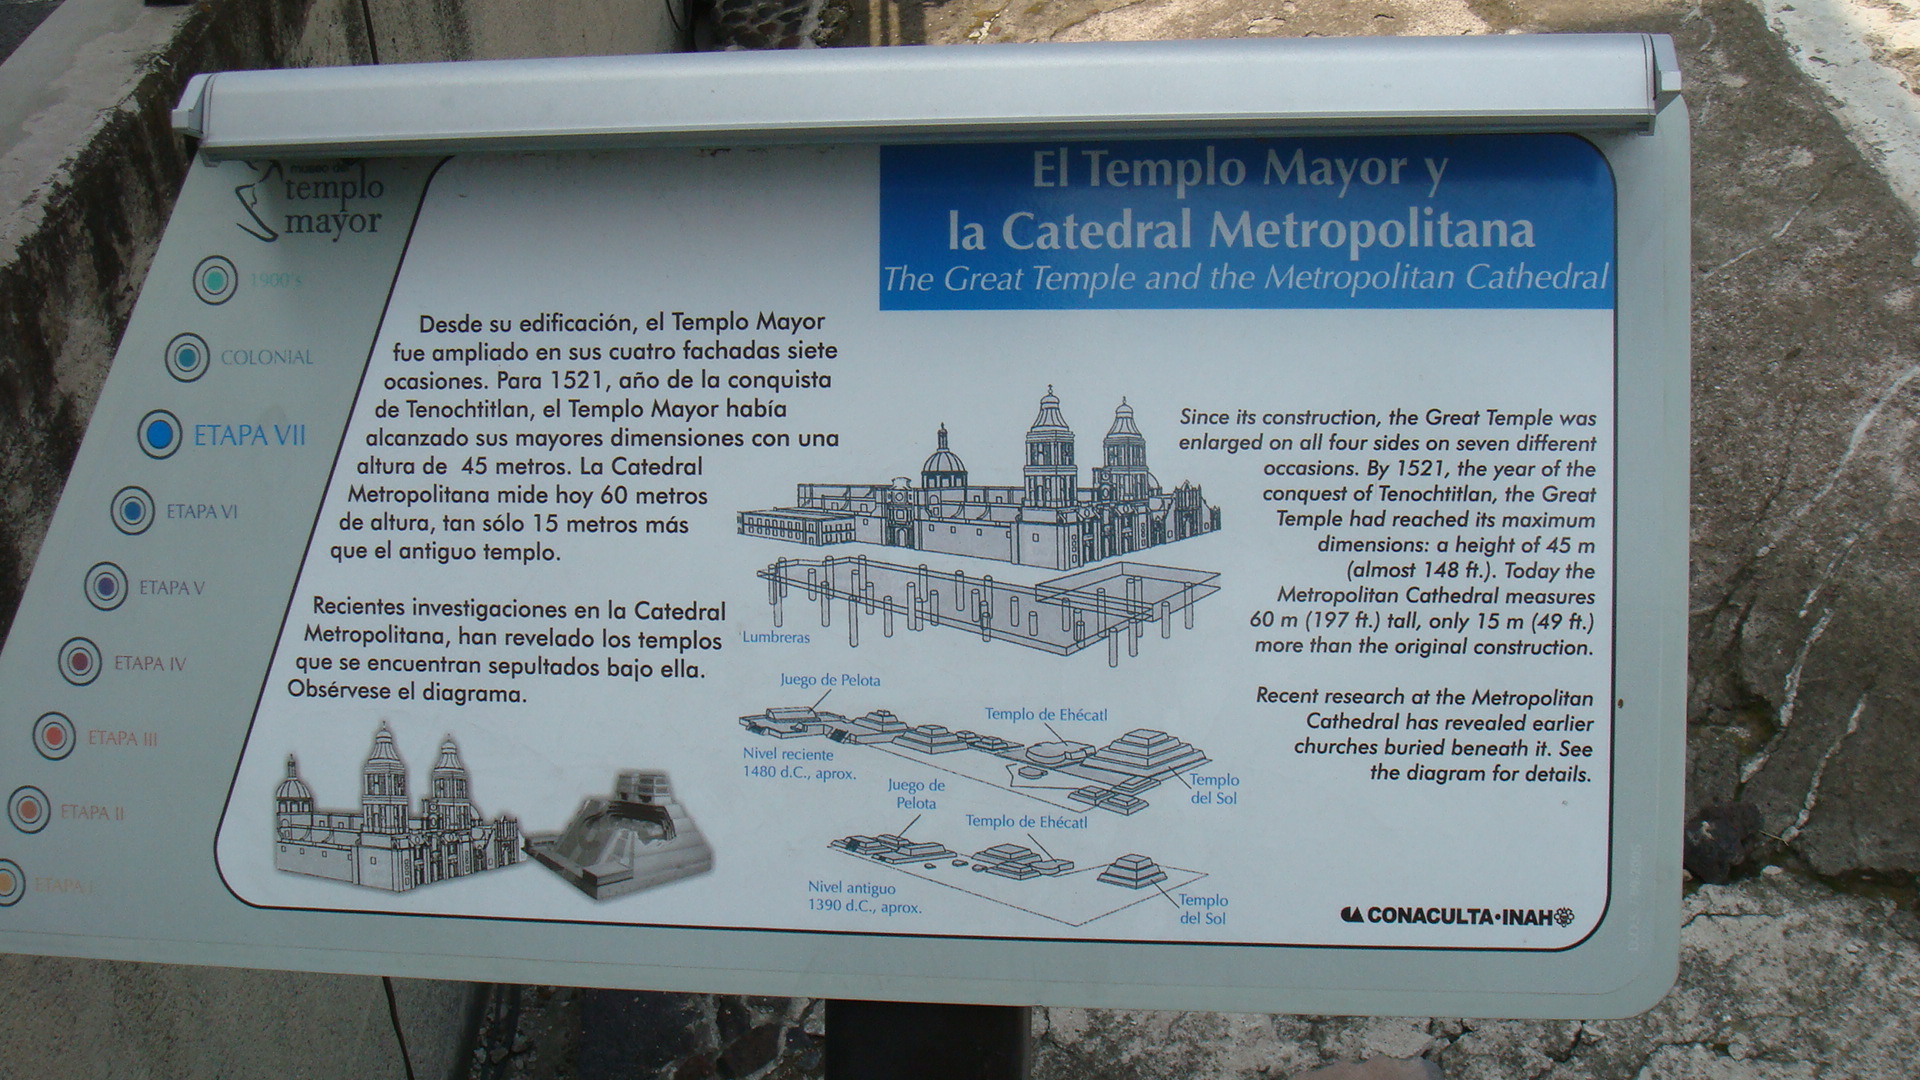 museo del
templo
mayor
1900's
COLONIAL
ETAPA VII
ETAPA VI
ETAPA V
ETAPA IV
ETAPA III
ETAPA II
ETAPA I
El Templo Mayor y
la Catedral Metropolitana
The Great Temple and the Metropolitan Cathedral
Desde su edificación, el Templo Mayor
fue ampliado en sus cuatro fachadas siete
ocasiones. Para 1521, año de la conquista
de Tenochtitlan, el Templo Mayor había
alcanzado sus mayores dimensiones con una
altura de 45 metros. La Catedral
Metropolitana mide hoy 60 metros
de altura, tan sólo 15 metros más
que el antiguo templo.
Recientes investigaciones en la Catedral
Metropolitana, han revelado los templos
que se encuentran sepultados bajo ella.
Obsérvese el diagrama.
Lumbreras
Juego de Pelota
Templo de Ehécatl
Nivel reciente
1480 d.C., aprox.
Templo
del Sol
Juego de
Pelota
Templo de Ehécatl
Nivel antiguo
1390 d.C., aprox.
Templo
del Sol
Since its construction, the Great Temple was
enlarged on all four sides on seven different
occasions. By 1521, the year of the
conquest of Tenochtitlan, the Great
Temple had reached its maximum
dimensions: a height of 45 m
(almost 148 ft.). Today the
Metropolitan Cathedral measures
60 m (197 ft.) tall, only 15 m (49 ft.)
more than the original construction.
Recent research at the Metropolitan
Cathedral has revealed earlier
churches buried beneath it. See
the diagram for details.
CONACULTA•INAH